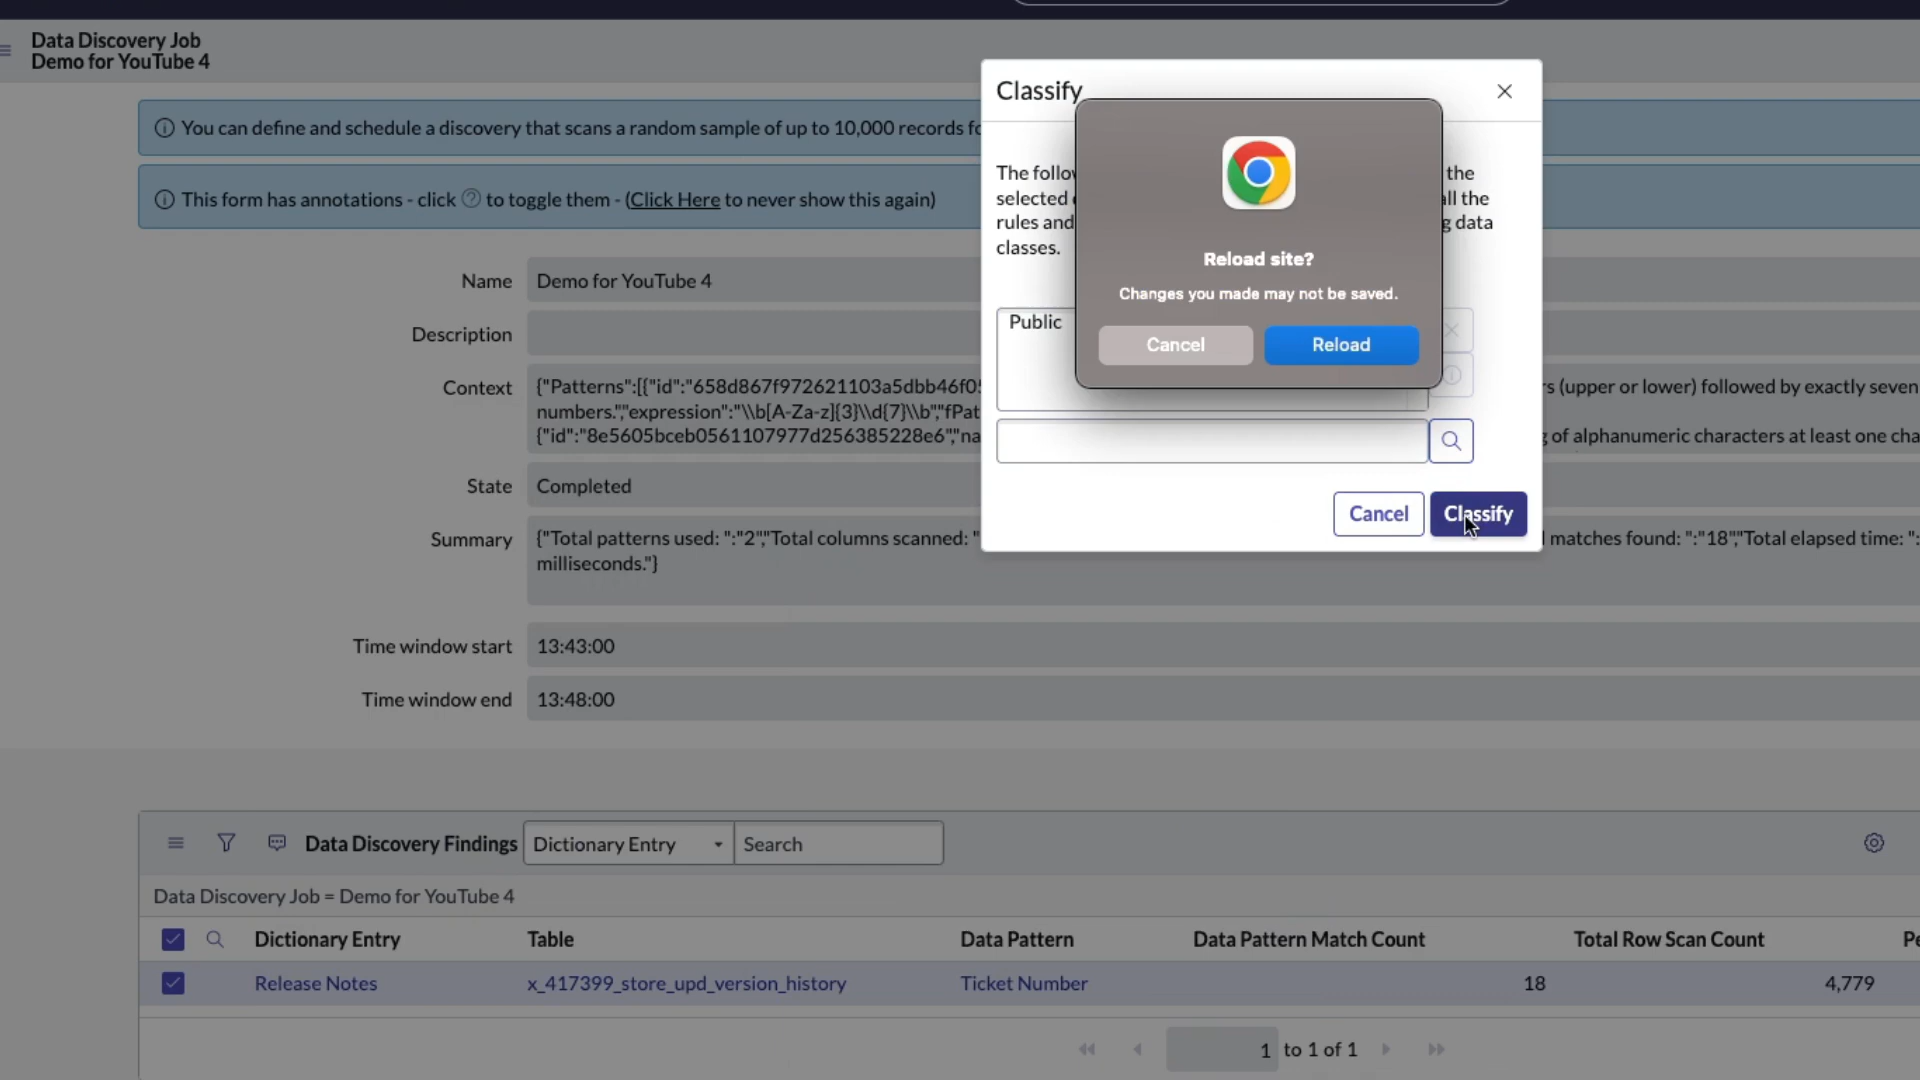 Data Discovery Job
Demo for YouTube 4
You can define and schedule a discovery that scans a random sample of up to 10,000 records
This form has annotations - click ? to toggle them - (Click Here to never show this again)
Name
Demo for YouTube 4
Description
Context
{"Patterns":[{"id":"658d867f972621103a5dbb46f05
s (upper or lower) followed by exactly seven
numbers.","expression":"\\b[A-Za-z]{3}\\d{7}\\b","fPat
{"id":"8e5605bceb0561107977d256385228e6","na
of alphanumeric characters at least one cha
State
Completed
Summary
{"Total patterns used: ":"2","Total columns scanned: "
matches found: ":"18","Total elapsed time: ":
milliseconds."}
Time window start
13:43:00
Time window end
13:48:00
Classify
The follow
the
selected
all the
rules and
g data
classes.
Public
Cancel
Classify
Reload site?
Changes you made may not be saved.
Cancel
Reload
Data Discovery Findings
Dictionary Entry
Search
Data Discovery Job = Demo for YouTube 4
Dictionary Entry
Table
Data Pattern
Data Pattern Match Count
Total Row Scan Count
Pe
Release Notes
x_417399_store_upd_version_history
Ticket Number
18
4,779
1 to 1 of 1